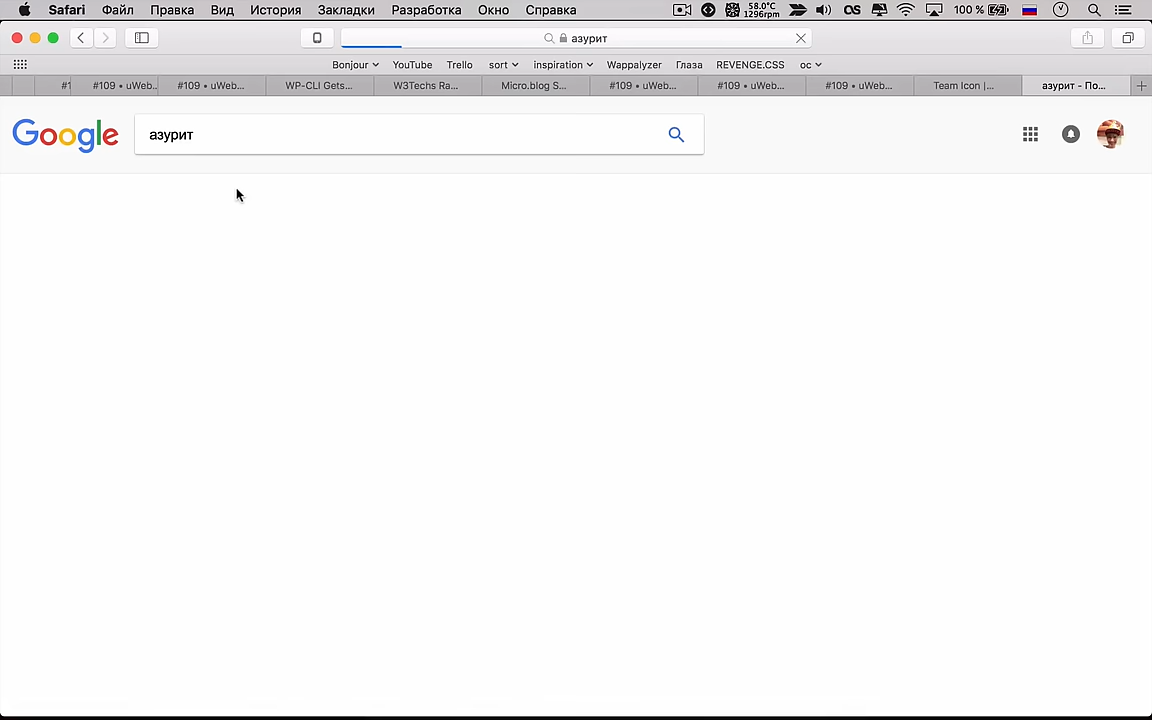 Safari Файл Правка Вид История Закладки Разработка Окно Справка 58.0°C 1296rpm 100 %
азурит
Bonjour YouTube Trello sort inspiration Wappalyzer Глаза REVENGE.CSS ос
#1 #109 • uWeb... #109 • uWeb... WP-CLI Gets... W3Techs Ra... Micro.blog S... #109 • uWeb... #109 • uWeb... #109 • uWeb... Team Icon |... азурит - По...
Google азурит